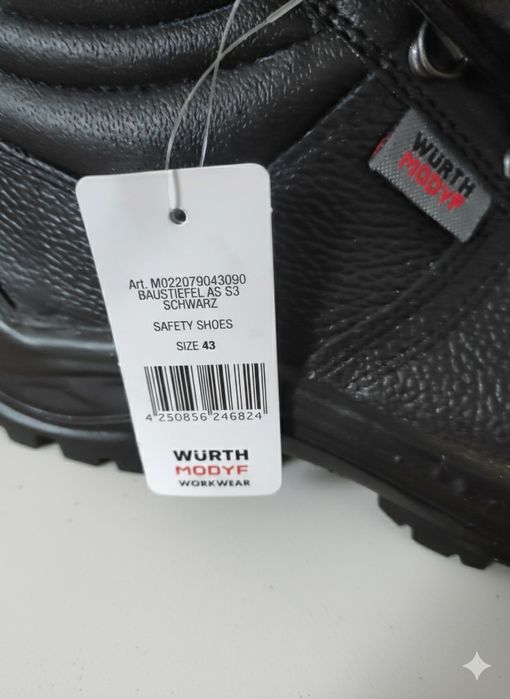 WÜRTH
MODYF
Art. M022079043090
BAUSTIEFEL AS S3
SCHWARZ
SAFETY SHOES
SIZE 43
4 250856 246824
WÜRTH
MODYF
WORKWEAR